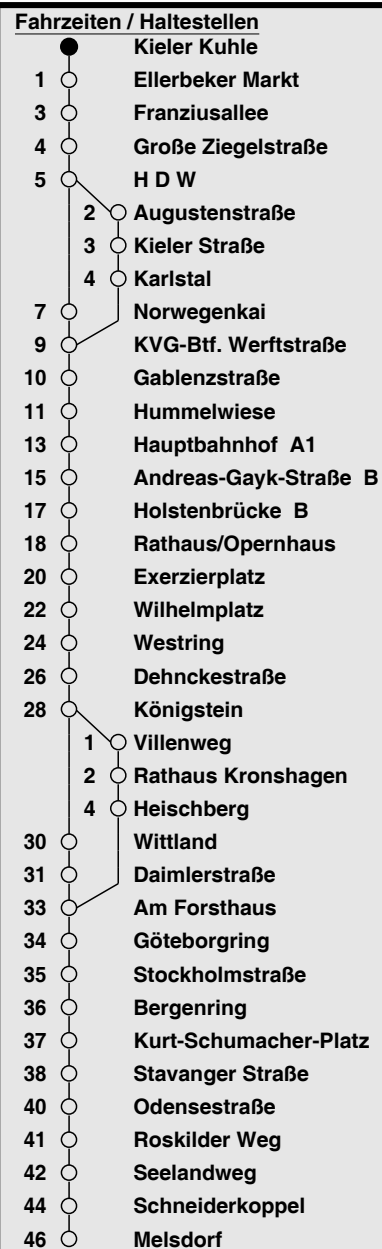 Fahrzeiten / Haltestellen
Kieler Kuhle
1 Ellerbeker Markt
3 Franziusallee
4 Große Ziegelstraße
5 H D W
2 Augustenstraße
3 Kieler Straße
4 Karlstal
7 Norwegenkai
9 KVG-Btf. Werftstraße
10 Gablenzstraße
11 Hummelwiese
13 Hauptbahnhof A1
15 Andreas-Gayk-Straße B
17 Holstenbrücke B
18 Rathaus/Opernhaus
20 Exerzierplatz
22 Wilhelmplatz
24 Westring
26 Dehnckestraße
28 Königstein
1 Villenweg
2 Rathaus Kronshagen
4 Heischberg
30 Wittland
31 Daimlerstraße
33 Am Forsthaus
34 Göteborgring
35 Stockholmstraße
36 Bergenring
37 Kurt-Schumacher-Platz
38 Stavanger Straße
40 Odensestraße
41 Roskilder Weg
42 Seelandweg
44 Schneiderkoppel
46 Melsdorf